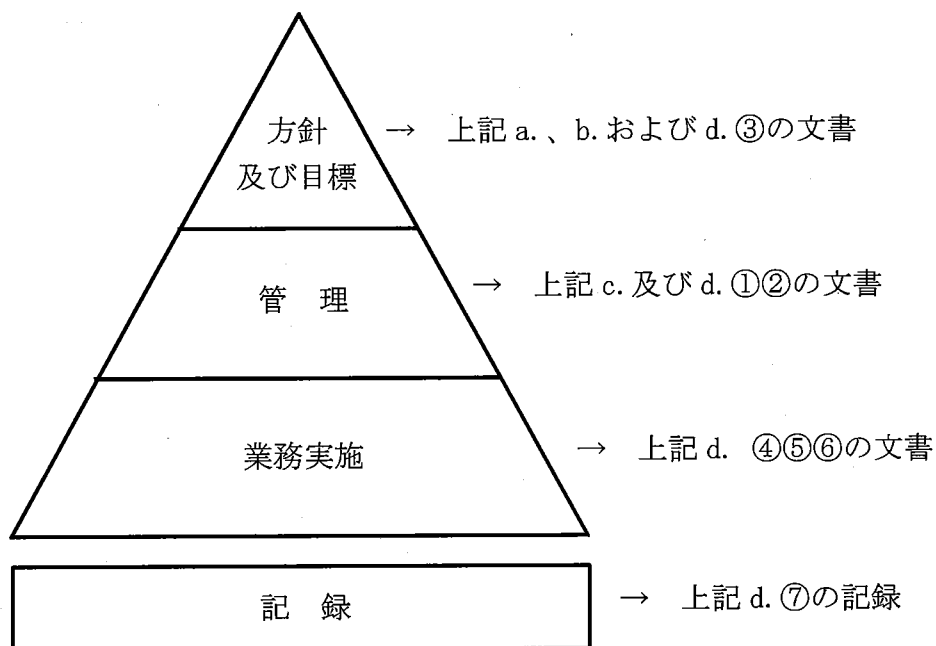 方針
及び目標
→ 上記 a.、b.および d.③の文書
管 理
→ 上記 c.及び d.①②の文書
業務実施
→ 上記 d. ④⑤⑥の文書
記 録
→ 上記 d.⑦の記録